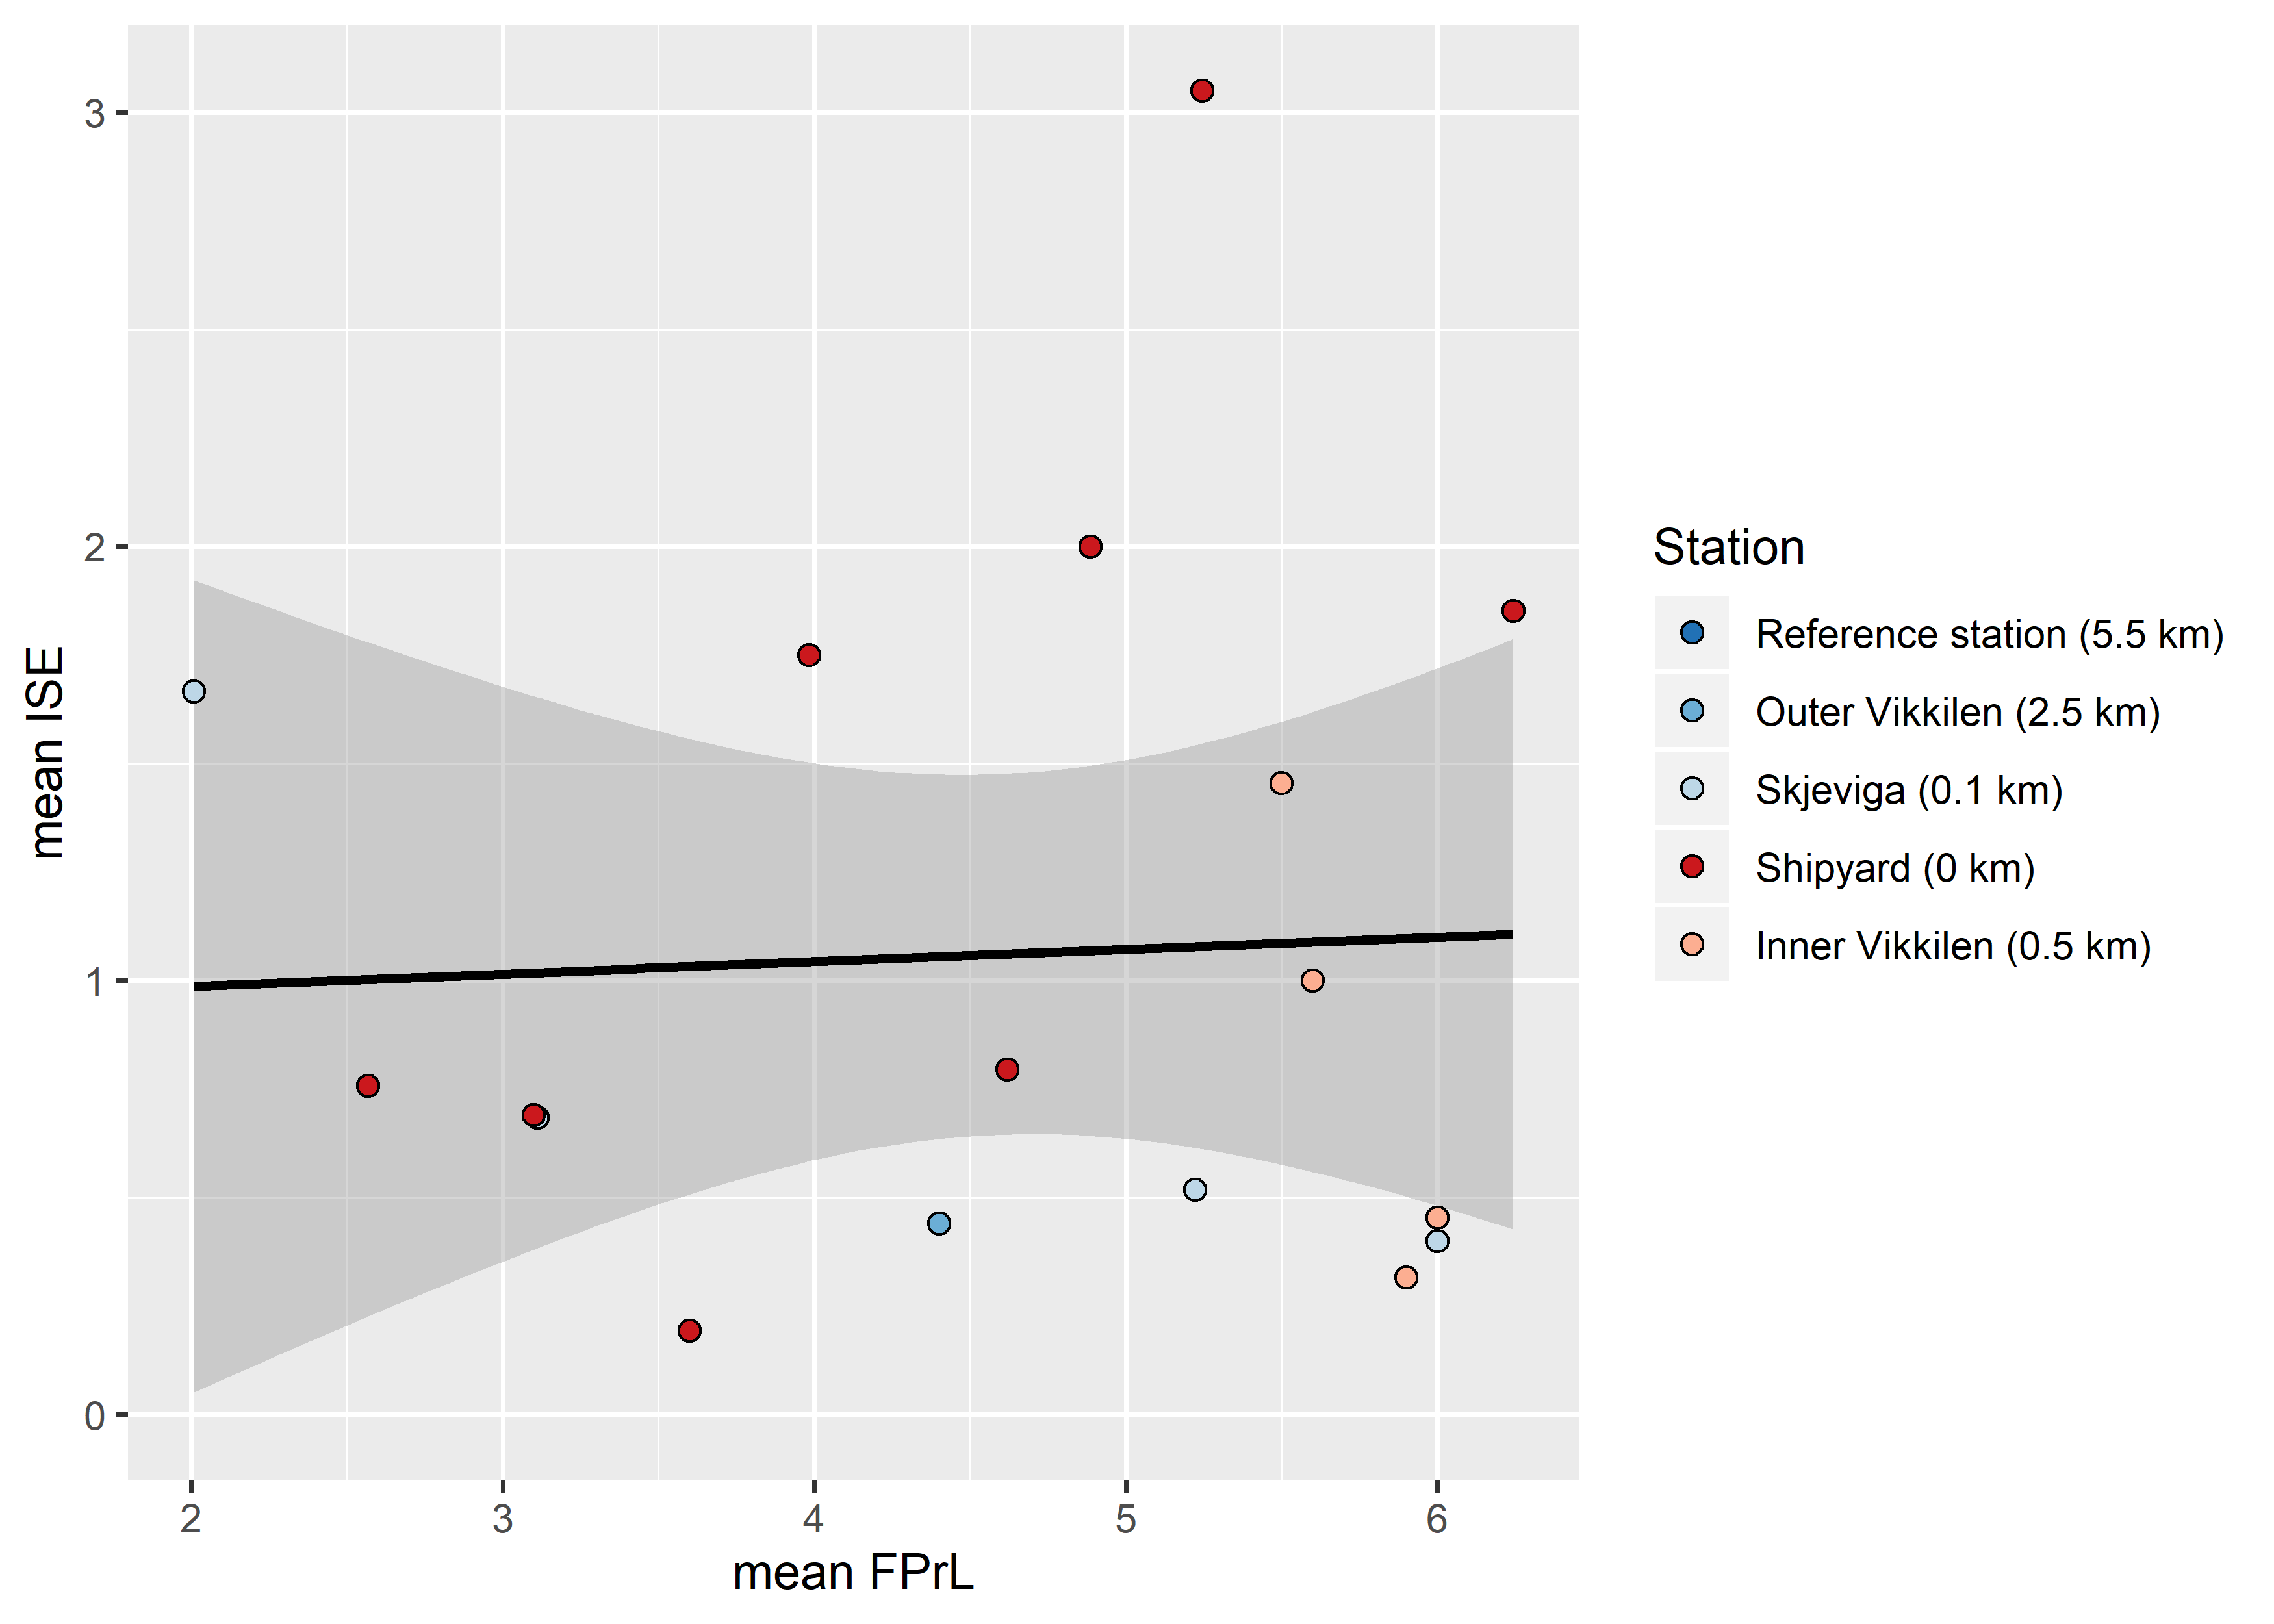 3
2
1
0
mean ISE
2 3 4 5 6
mean FPrL
Station
Reference station (5.5 km)
Outer Vikkilen (2.5 km)
Skjeviga (0.1 km)
Shipyard (0 km)
Inner Vikkilen (0.5 km)